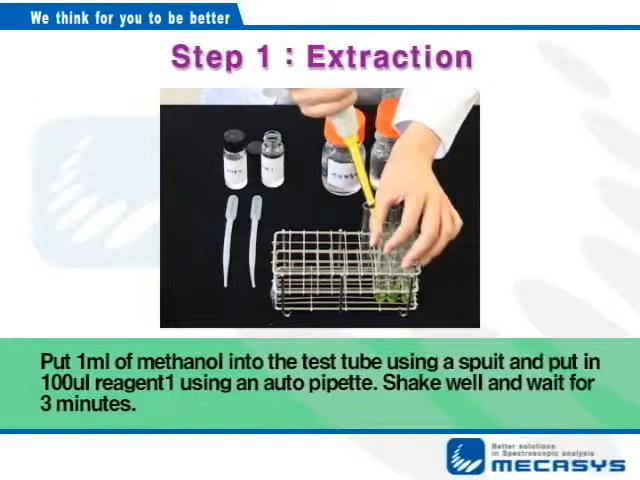 We think for you to be better
Step 1 : Extraction
Put 1ml of methanol into the test tube using a spuit and put in
100ul reagent1 using an auto pipette. Shake well and wait for
3 minutes.
Better solutions
in Spectroscopic analysis
MECASYS